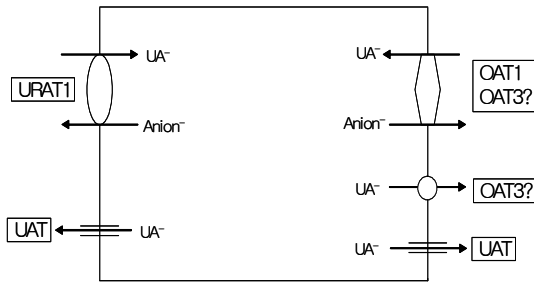 UA⁻
URAT1
Anion⁻
UAT
UA⁻
UA⁻
OAT1
OAT3?
Anion⁻
UA⁻
OAT3?
UA⁻
UAT